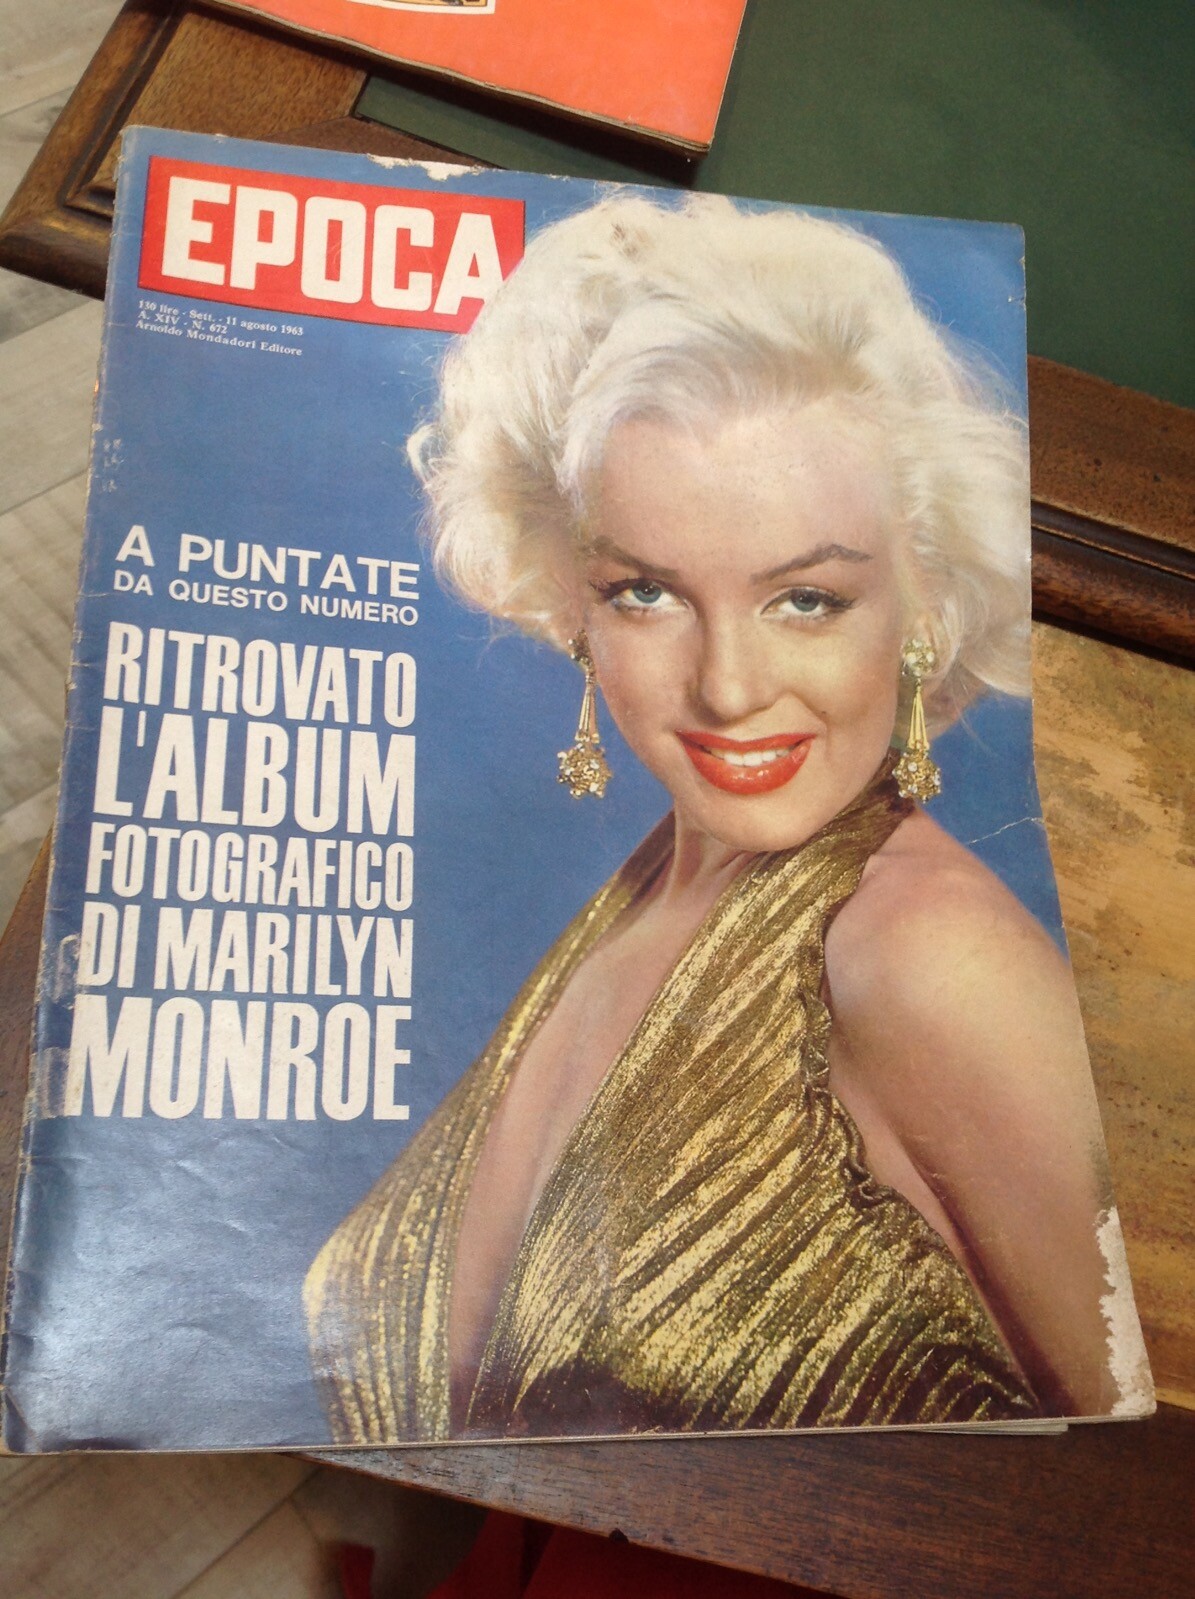 EPOCA
130 lire - Sett. - 11 agosto 1963
A. XIV - N. 672
Arnoldo Mondadori Editore
A PUNTATE
DA QUESTO NUMERO
RITROVATO
L'ALBUM
FOTOGRAFICO
DI MARILYN
MONROE